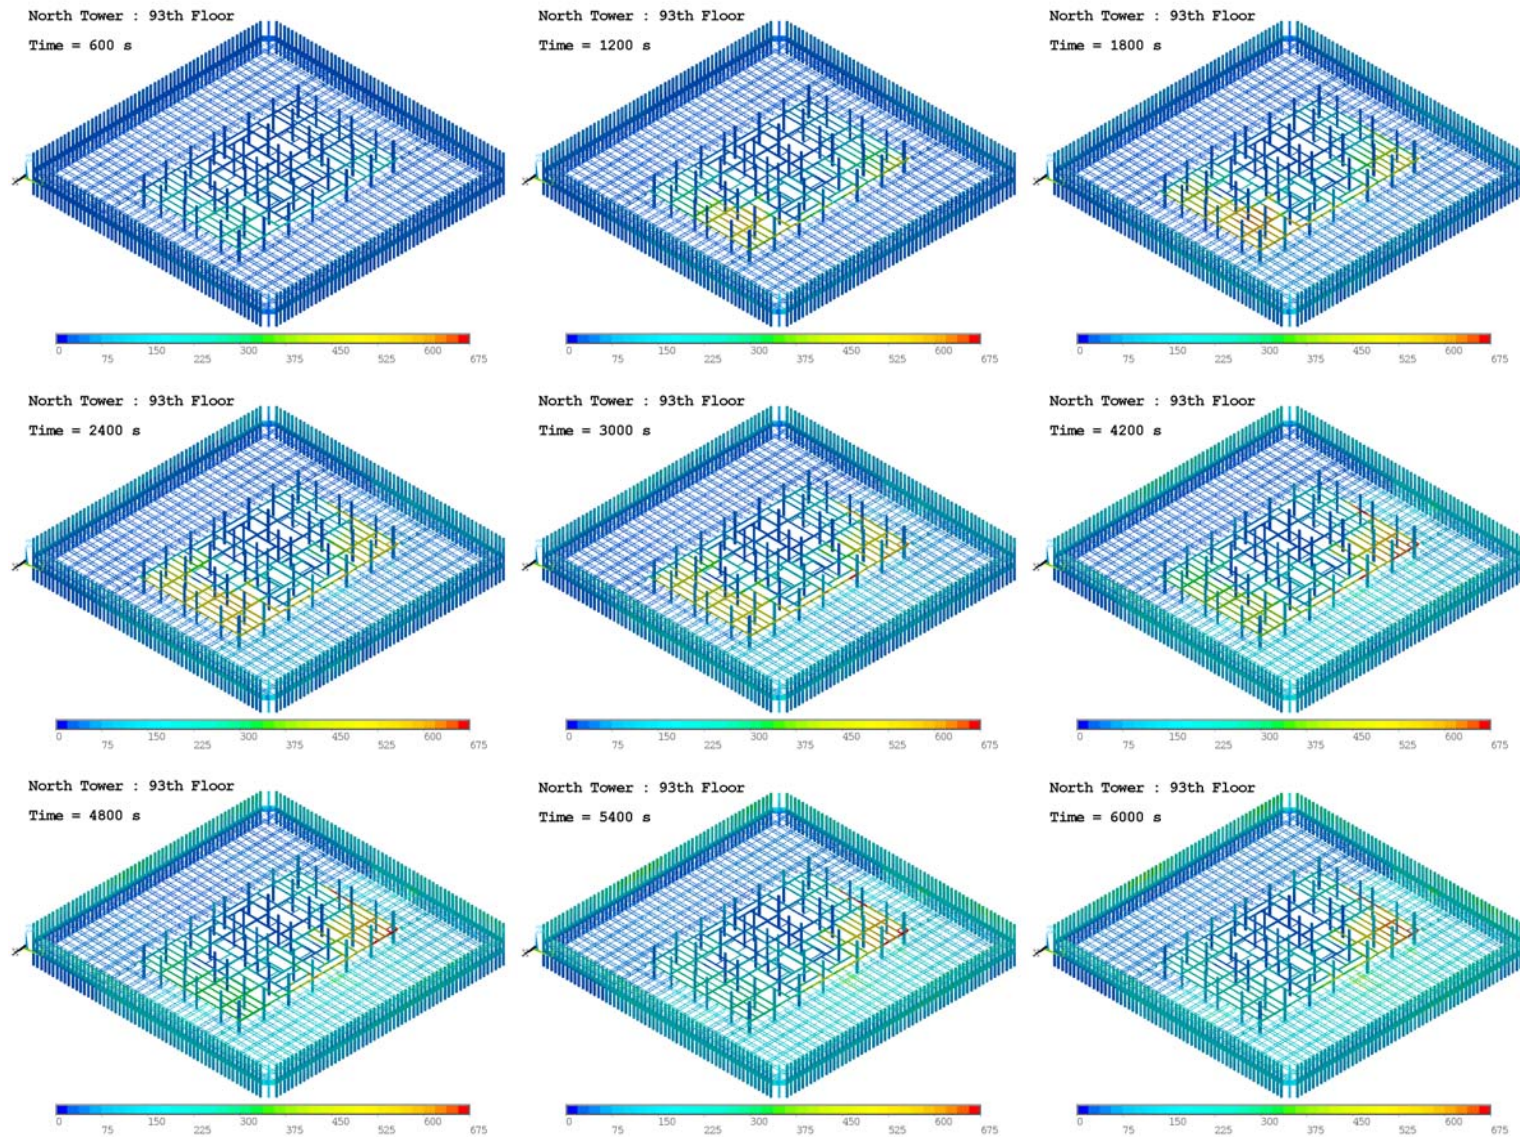 North Tower : 93th Floor
Time = 600 s
0 75 150 225 300 375 450 525 600 675
North Tower : 93th Floor
Time = 1200 s
0 75 150 225 300 375 450 525 600 675
North Tower : 93th Floor
Time = 1800 s
0 75 150 225 300 375 450 525 600 675
North Tower : 93th Floor
Time = 2400 s
0 75 150 225 300 375 450 525 600 675
North Tower : 93th Floor
Time = 3000 s
0 75 150 225 300 375 450 525 600 675
North Tower : 93th Floor
Time = 4200 s
0 75 150 225 300 375 450 525 600 675
North Tower : 93th Floor
Time = 4800 s
0 75 150 225 300 375 450 525 600 675
North Tower : 93th Floor
Time = 5400 s
0 75 150 225 300 375 450 525 600 675
North Tower : 93th Floor
Time = 6000 s
0 75 150 225 300 375 450 525 600 675